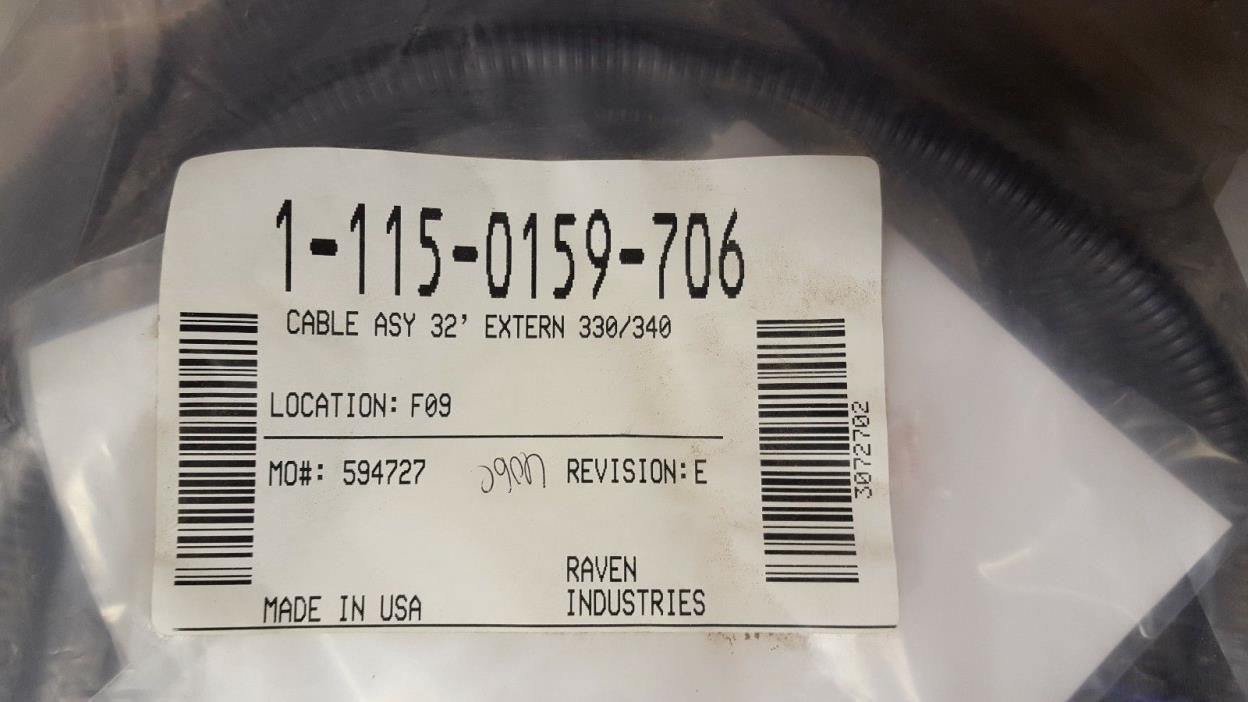 1-115-0159-706
CABLE ASY 32' EXTERN 330/340
LOCATION: F09
MO#: 594727
REVISION: E
3072702
RAVEN
INDUSTRIES
MADE IN USA